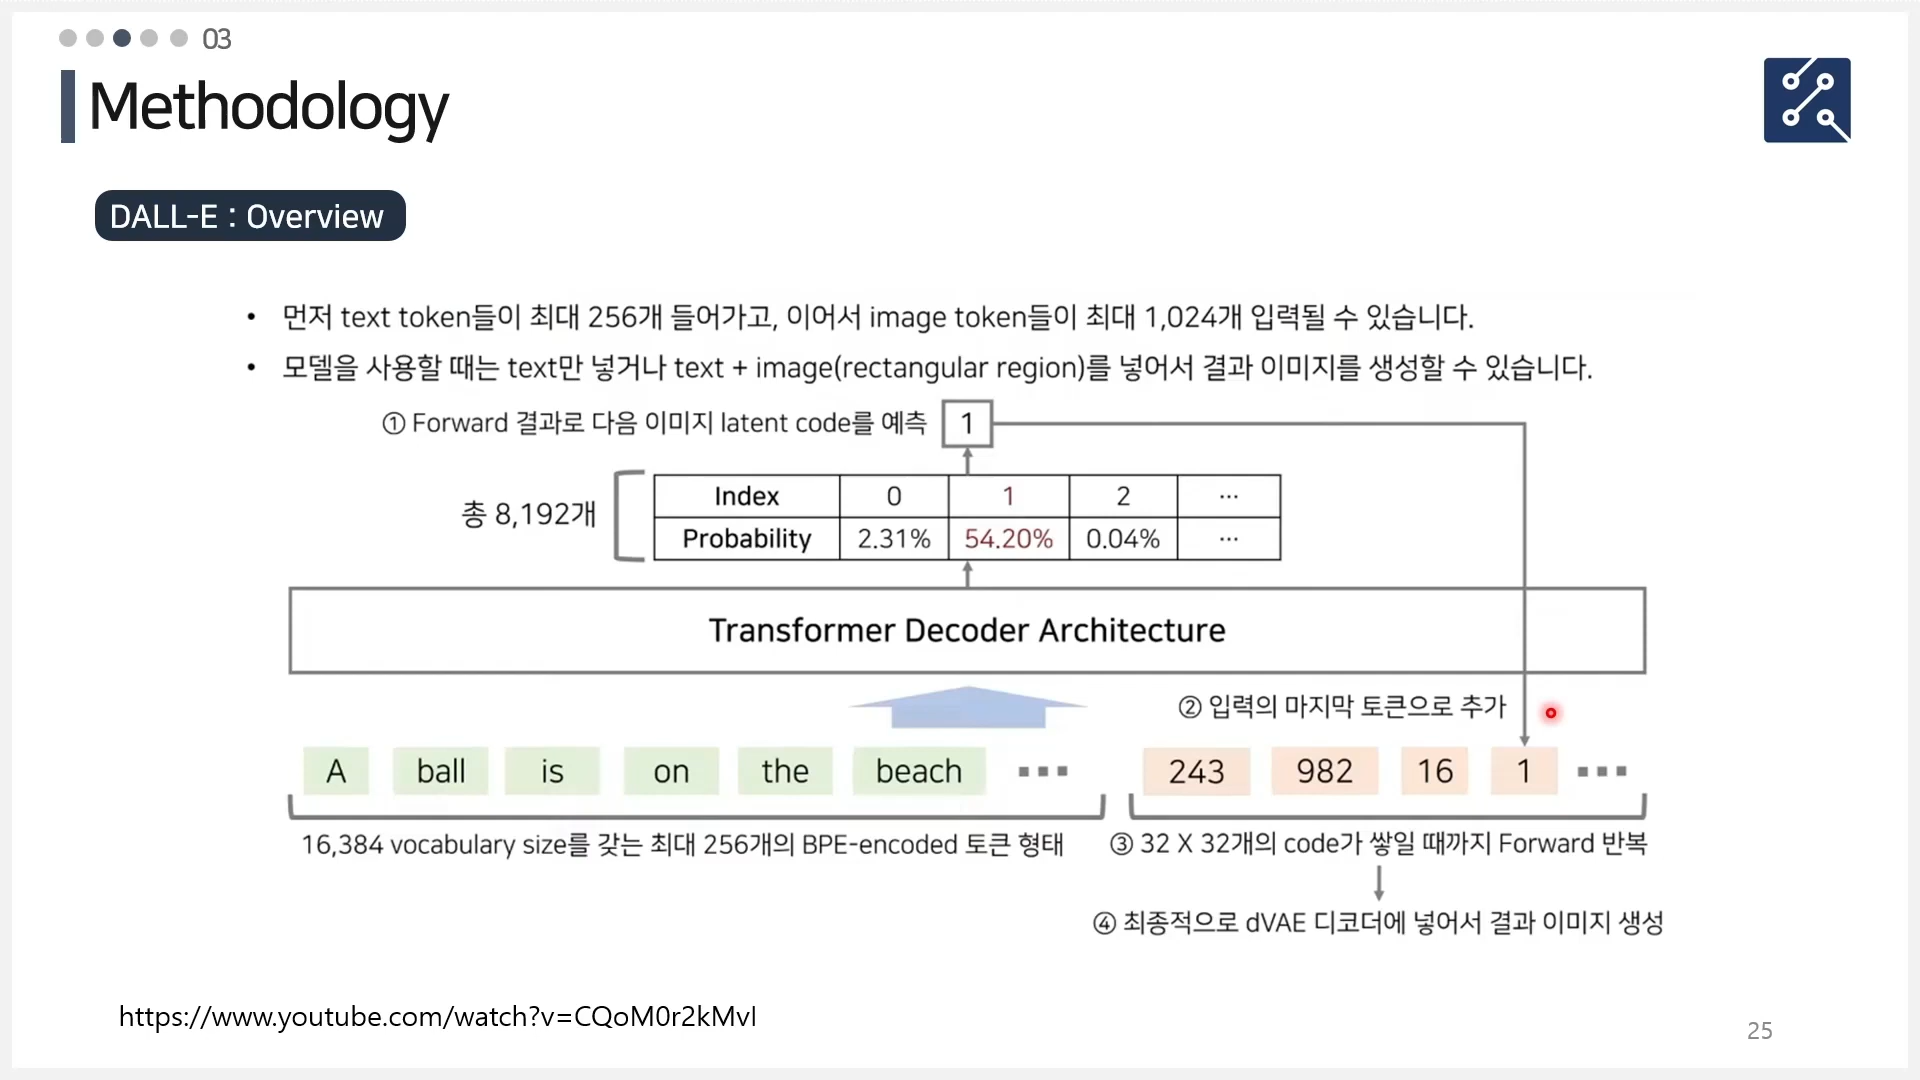 03
Methodology
DALL-E : Overview
• 먼저 text token들이 최대 256개 들어가고, 이어서 image token들이 최대 1,024개 입력될 수 있습니다.
• 모델을 사용할 때는 text만 넣거나 text + image(rectangular region)를 넣어서 결과 이미지를 생성할 수 있습니다.
① Forward 결과로 다음 이미지 latent code를 예측 1
총 8,192개
Index 0 1 2 ...
Probability 2.31% 54.20% 0.04% ...
Transformer Decoder Architecture
② 입력의 마지막 토큰으로 추가
A ball is on the beach ... 243 982 16 1 ...
16,384 vocabulary size를 갖는 최대 256개의 BPE-encoded 토큰 형태
③ 32 X 32개의 code가 쌓일 때까지 Forward 반복
④ 최종적으로 dVAE 디코더에 넣어서 결과 이미지 생성
https://www.youtube.com/watch?v=CQoM0r2kMvI
25